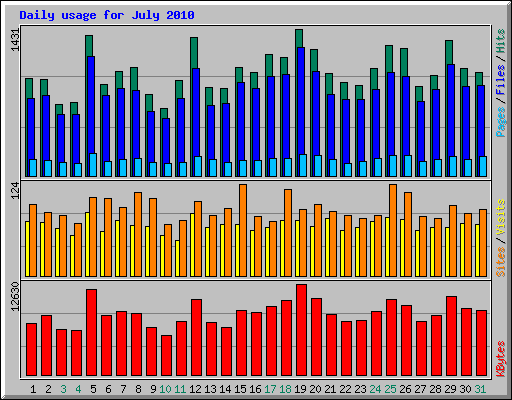 Daily usage for July 2010
1431
Pages / Files / Hits
124
Sites / Visits
12630
KBytes
1 2 3 4 5 6 7 8 9 10 11 12 13 14 15 16 17 18 19 20 21 22 23 24 25 26 27 28 29 30 31